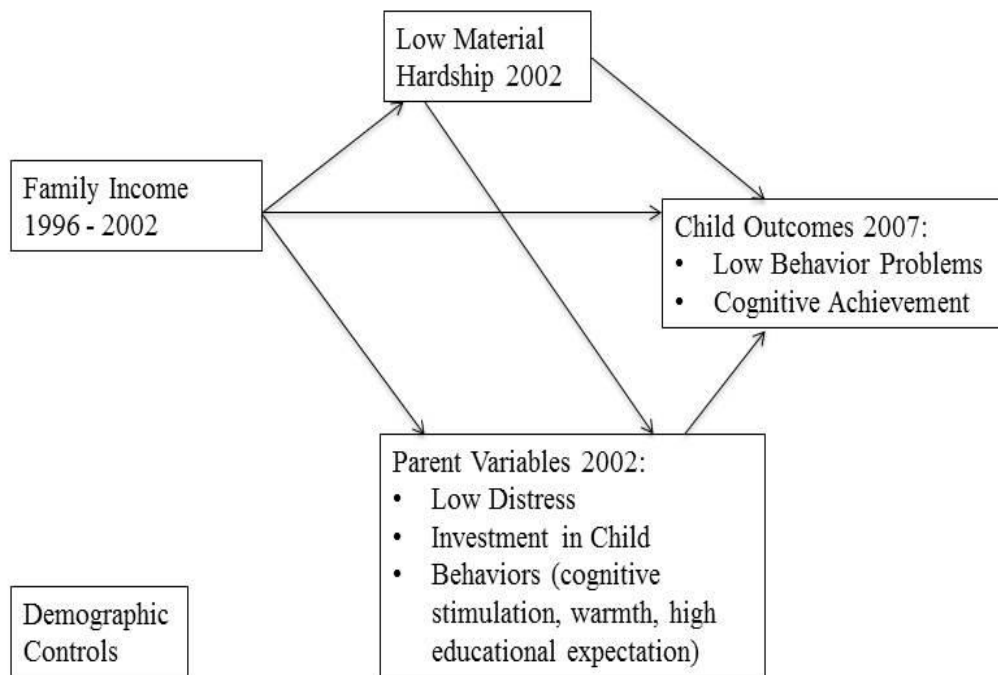 Low Material
Hardship 2002
Family Income
1996 - 2002
Child Outcomes 2007:
• Low Behavior Problems
• Cognitive Achievement
Parent Variables 2002:
• Low Distress
• Investment in Child
• Behaviors (cognitive
stimulation, warmth, high
educational expectation)
Demographic
Controls